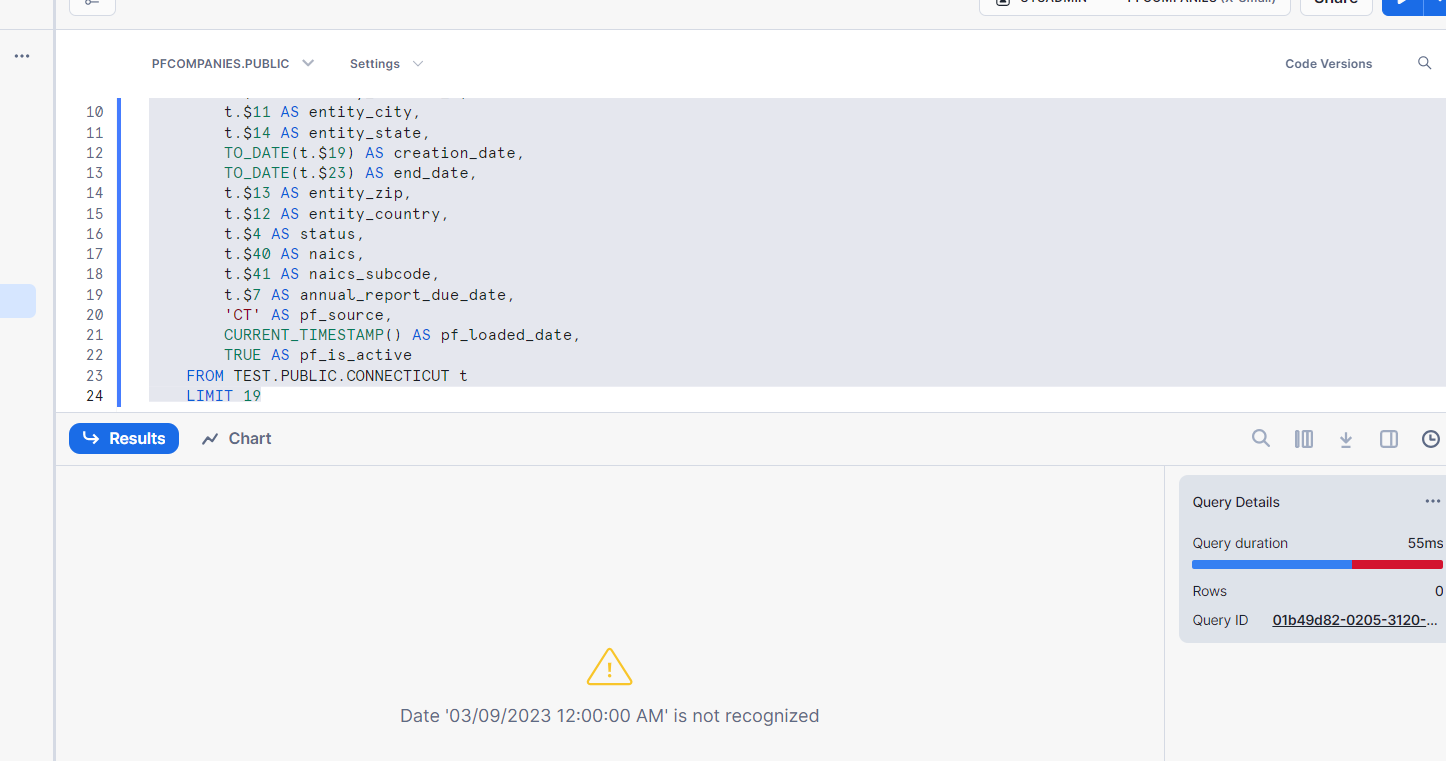 SYSADMIN
PFCOMPANIES (X-Small)
Share
PFCOMPANIES.PUBLIC
Settings
Code Versions
10 t.$11 AS entity_city,
11 t.$14 AS entity_state,
12 TO_DATE(t.$19) AS creation_date,
13 TO_DATE(t.$23) AS end_date,
14 t.$13 AS entity_zip,
15 t.$12 AS entity_country,
16 t.$4 AS status,
17 t.$40 AS naics,
18 t.$41 AS naics_subcode,
19 t.$7 AS annual_report_due_date,
20 'CT' AS pf_source,
21 CURRENT_TIMESTAMP() AS pf_loaded_date,
22 TRUE AS pf_is_active
23 FROM TEST.PUBLIC.CONNECTICUT t
24 LIMIT 19
Results
Chart
Query Details
Query duration 55ms
Rows 0
Query ID 01b49d82-0205-3120-...
Date '03/09/2023 12:00:00 AM' is not recognized